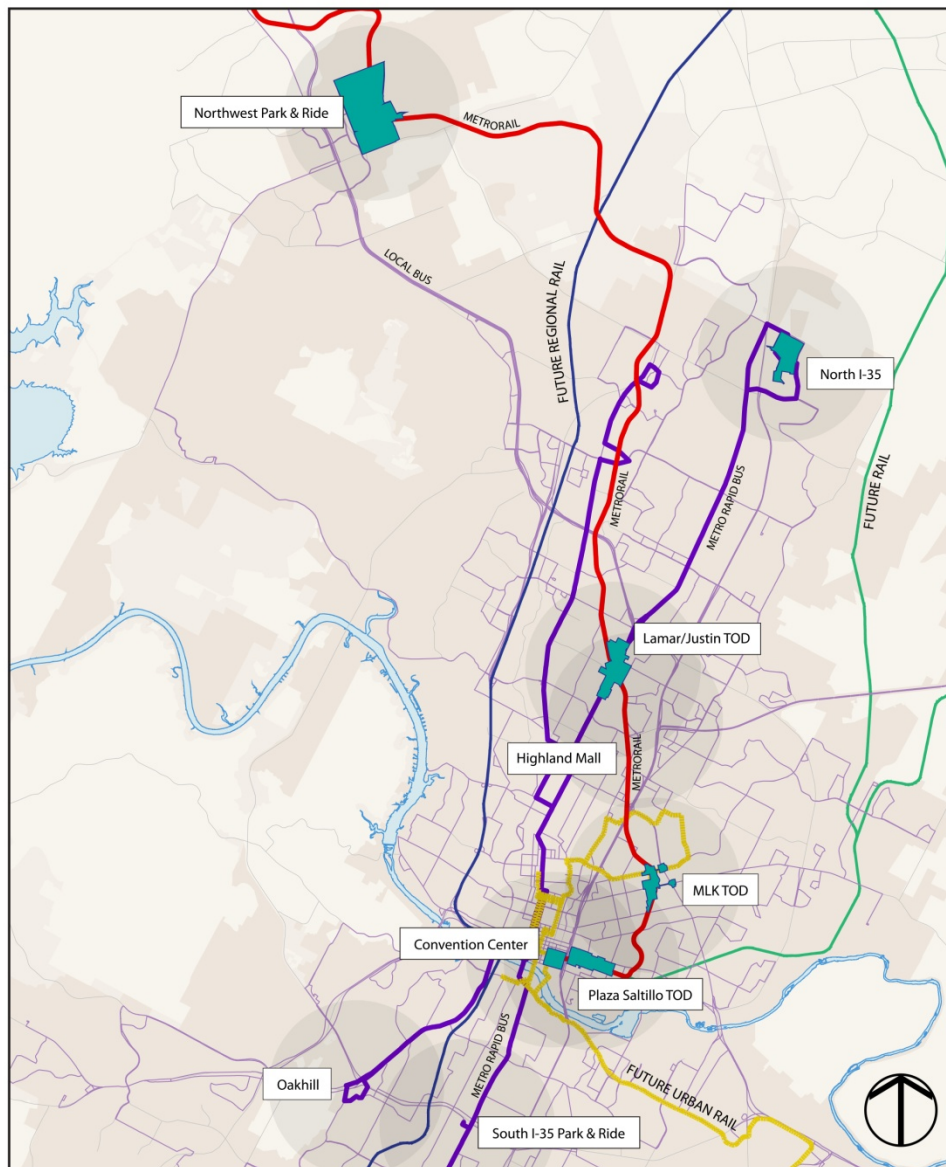 Northwest Park & Ride
METRORAIL
LOCAL BUS
FUTURE REGIONAL RAIL
North I-35
FUTURE RAIL
METRORAIL
METRO RAPID BUS
Lamar/Justin TOD
Highland Mall
METRORAIL
MLK TOD
Convention Center
Plaza Saltillo TOD
METRO RAPID BUS
Oakhill
FUTURE URBAN RAIL
South I-35 Park & Ride